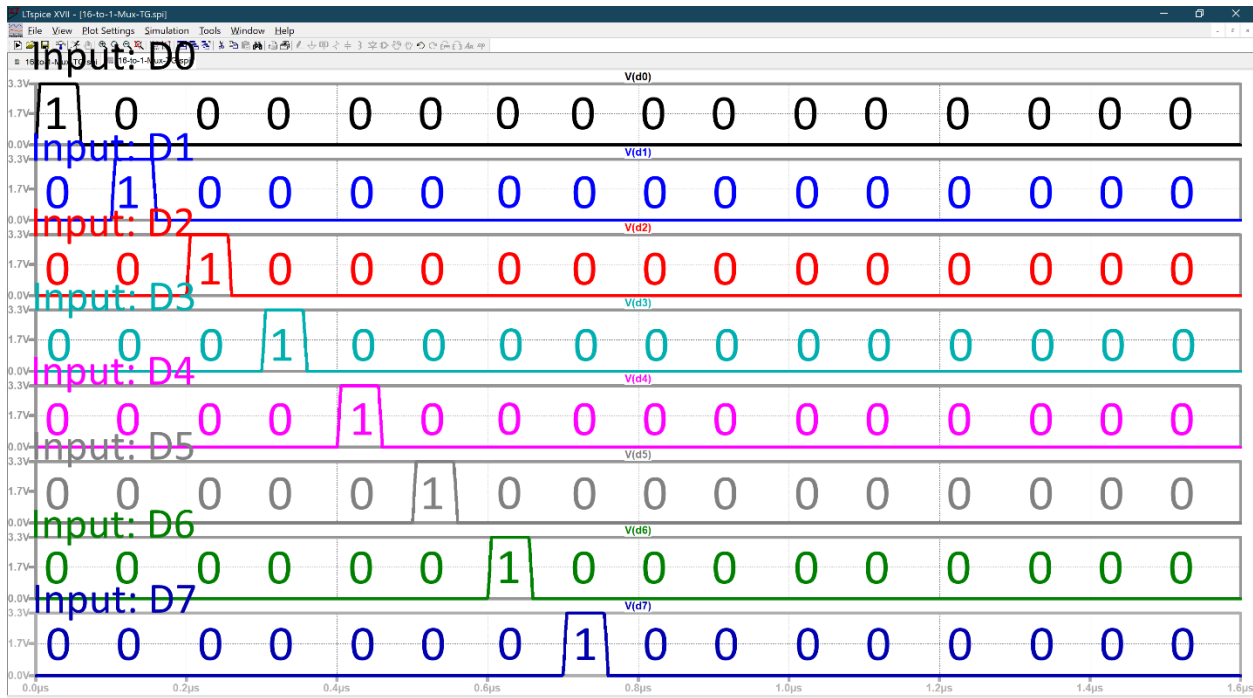 LTspice XVII - [16-to-1-Mux-TG.spi]
File View Plot Settings Simulation Tools Window Help
Input: D0
V(d0)
3.3V
1 0 0 0 0 0 0 0 0 0 0 0 0 0 0 0
1.7V
0.0V
Input: D1
V(d1)
3.3V
0 1 0 0 0 0 0 0 0 0 0 0 0 0 0 0
1.7V
0.0V
Input: D2
V(d2)
3.3V
0 0 1 0 0 0 0 0 0 0 0 0 0 0 0 0
1.7V
0.0V
Input: D3
V(d3)
3.3V
0 0 0 1 0 0 0 0 0 0 0 0 0 0 0 0
1.7V
0.0V
Input: D4
V(d4)
3.3V
0 0 0 0 1 0 0 0 0 0 0 0 0 0 0 0
1.7V
0.0V
Input: D5
V(d5)
3.3V
0 0 0 0 0 1 0 0 0 0 0 0 0 0 0 0
1.7V
0.0V
Input: D6
V(d6)
3.3V
0 0 0 0 0 0 1 0 0 0 0 0 0 0 0 0
1.7V
0.0V
Input: D7
V(d7)
3.3V
0 0 0 0 0 0 0 1 0 0 0 0 0 0 0 0
1.7V
0.0V
0.0µs 0.2µs 0.4µs 0.6µs 0.8µs 1.0µs 1.2µs 1.4µs 1.6µs